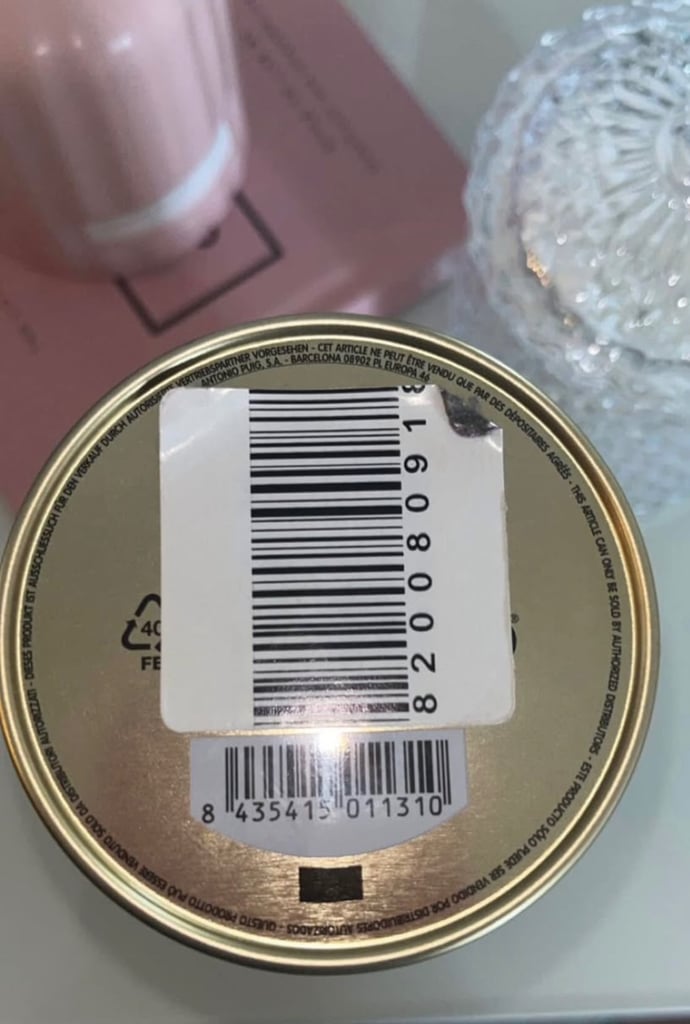 DIESES PRODUKT IST AUSSCHLIESSLICH FÜR DEN VERKAUF DURCH AUTORISIERTE VERTRIEBSPARTNER VORGESEHEN - CET ARTICLE NE PEUT ÊTRE VENDU QUE PAR DES DÉPOSITAIRES AGRÉÉS - THIS ARTICLE CAN ONLY BE SOLD BY AUTHORIZED DISTRIBUTORS - ESTE PRODUCTO SÓLO PUEDE SER VENDIDO POR DISTRIBUIDORES AUTORIZADOS - QUESTO PRODOTTO PUÒ ESSERE VENDUTO SOLO DA DISTRIBUTORI AUTORIZZATI -
ANTONIO PUIG, S.A. - BARCELONA 08902 PL EUROPA 46
82008091
40
FE
®
8 435415 011310